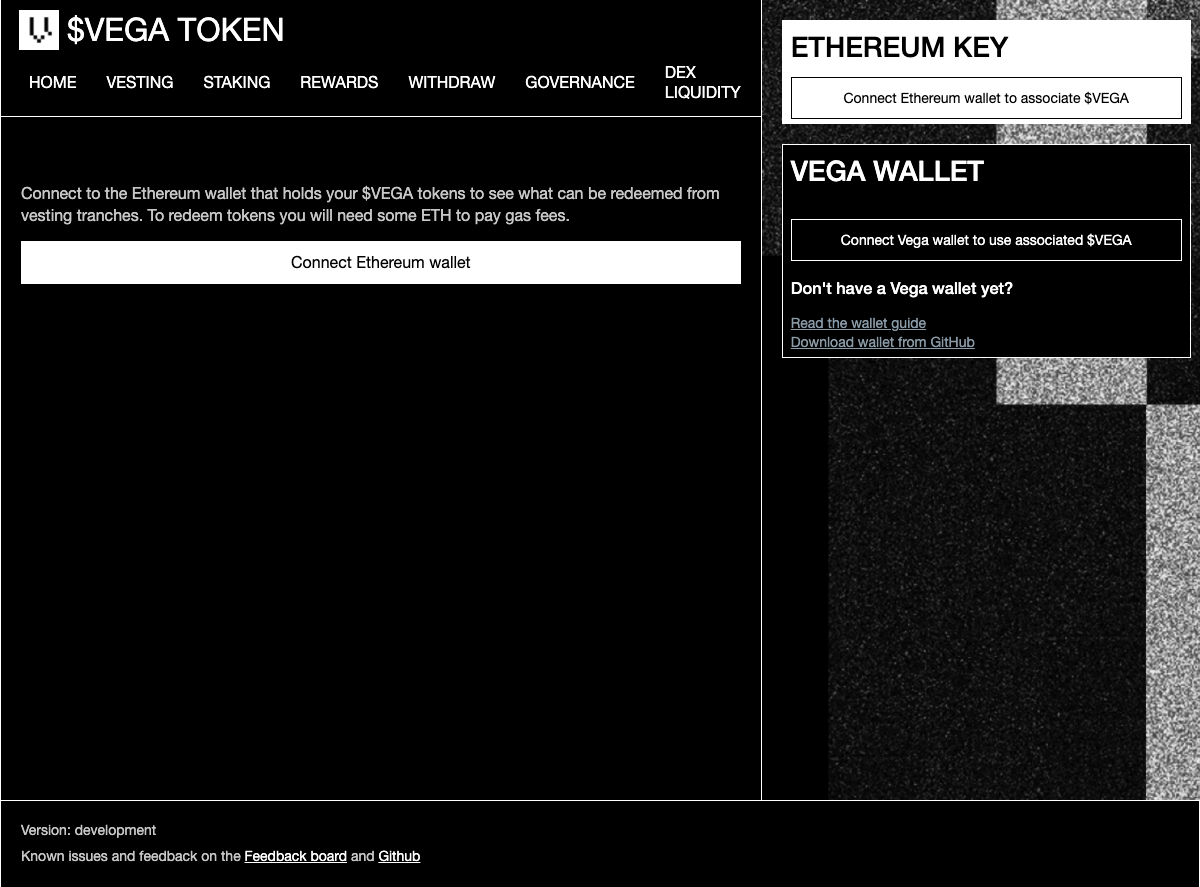 $VEGA TOKEN
HOME
VESTING
STAKING
REWARDS
WITHDRAW
GOVERNANCE
DEX
LIQUIDITY
Connect to the Ethereum wallet that holds your $VEGA tokens to see what can be redeemed from
vesting tranches. To redeem tokens you will need some ETH to pay gas fees.
Connect Ethereum wallet
ETHEREUM KEY
Connect Ethereum wallet to associate $VEGA
VEGA WALLET
Connect Vega wallet to use associated $VEGA
Don't have a Vega wallet yet?
Read the wallet guide
Download wallet from GitHub
Version: development
Known issues and feedback on the Feedback board and Github